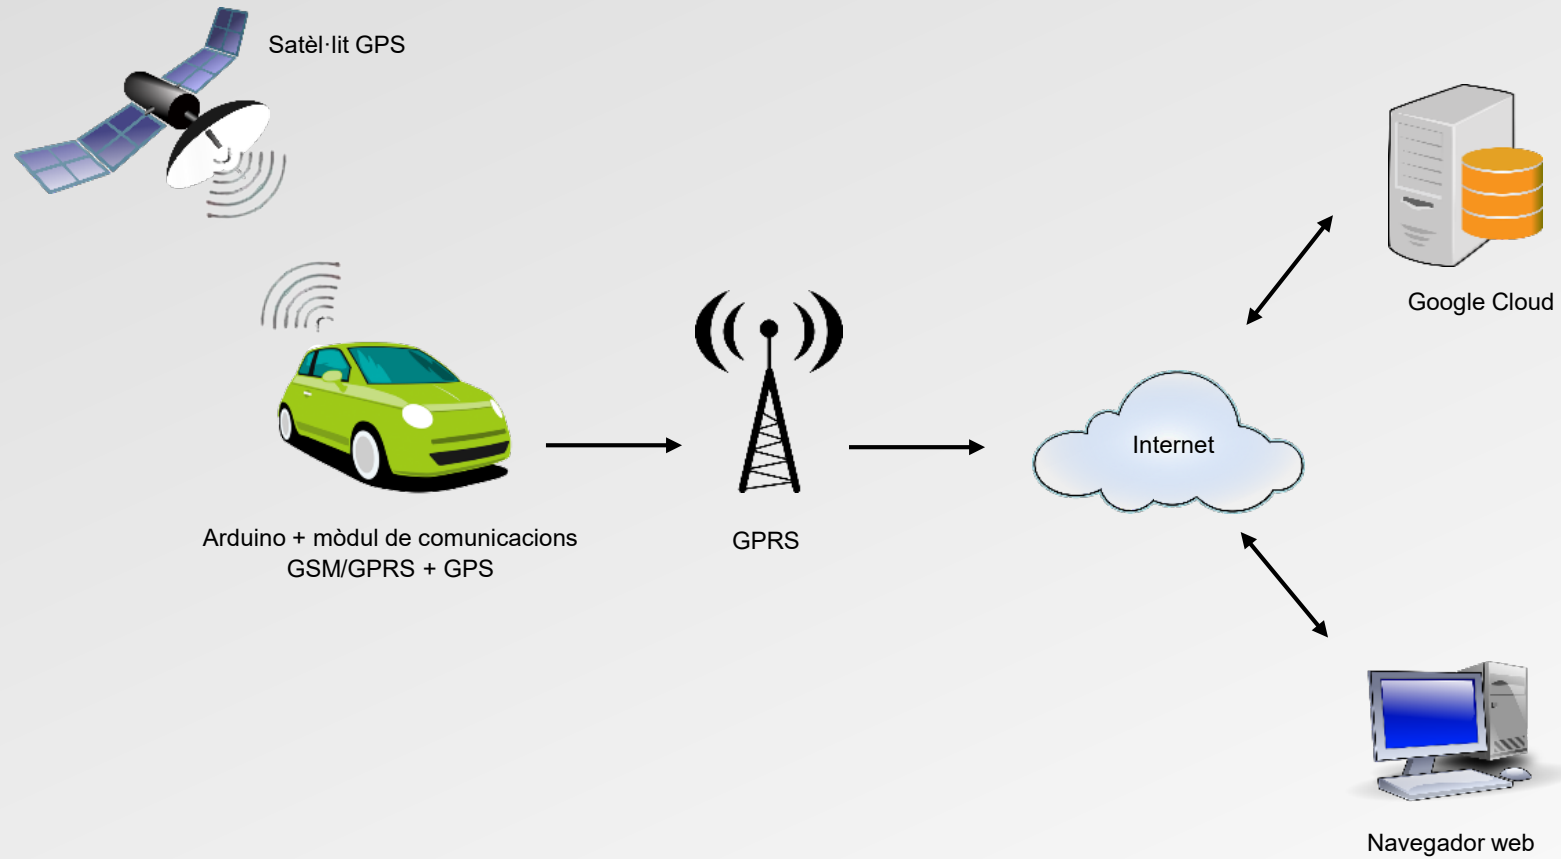 Satèl·lit GPS
Google Cloud
Internet
Arduino + mòdul de comunicacions
GSM/GPRS + GPS
GPRS
Navegador web